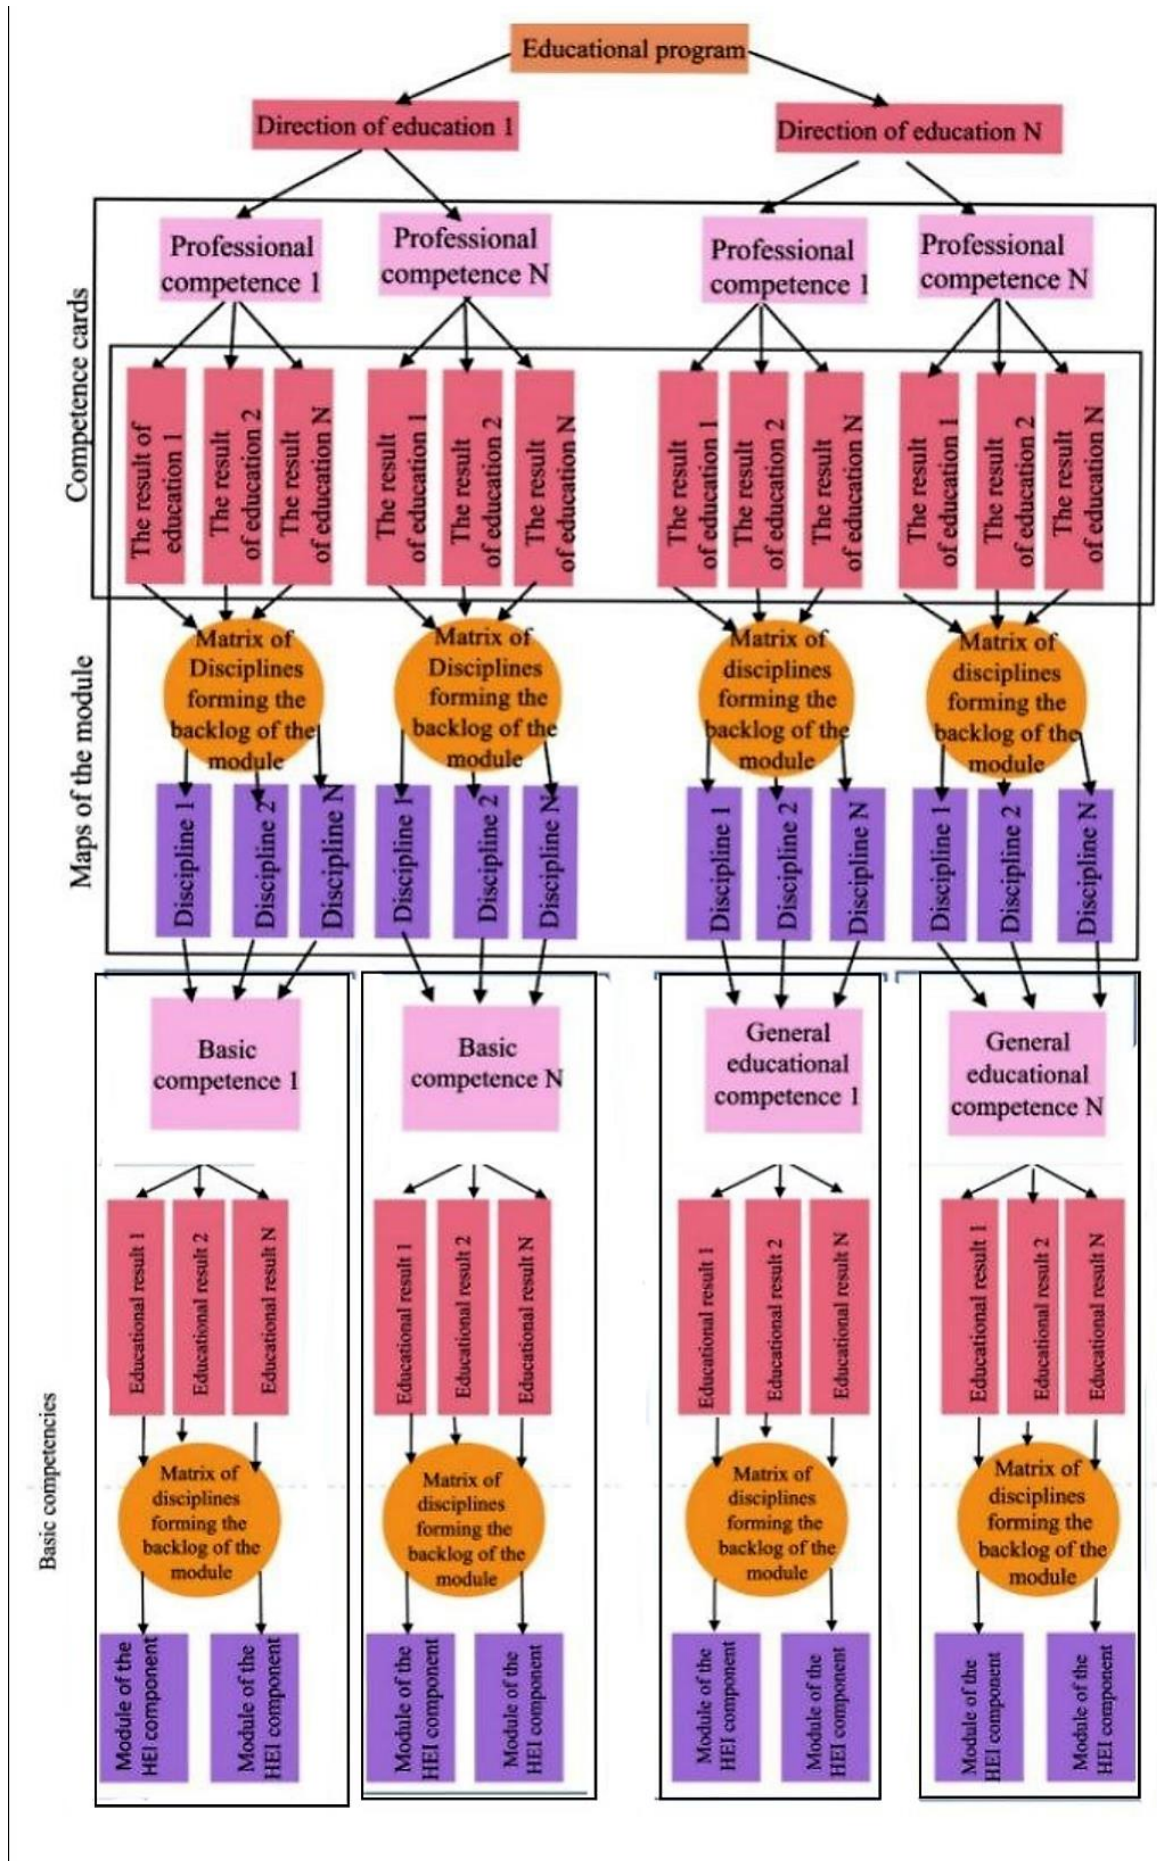 Educational program
Direction of education 1
Direction of education N
Competence cards
Professional
competence 1
Professional
competence N
Professional
competence 1
Professional
competence N
The result of
education 1
The result
of education 2
The result
of education N
The result
of education 1
The result
of education 2
The result
of education N
The result
of education 1
The result
of education 2
The result
of education N
The result
of education 1
The result
of education 2
The result
of education N
Maps of the module
Matrix of
Disciplines
forming the
backlog of the
module
Matrix of
Disciplines
forming the
backlog of the
module
Matrix of
disciplines
forming the
backlog of the
module
Matrix of
disciplines
forming the
backlog of the
module
Discipline 1
Discipline 2
Discipline N
Discipline 1
Discipline 2
Discipline N
Discipline 1
Discipline 2
Discipline N
Discipline 1
Discipline 2
Discipline N
Basic
competence 1
Basic
competence N
General
educational
competence 1
General
educational
competence N
Basic competencies
Educational result 1
Educational result 2
Educational result N
Educational result 1
Educational result 2
Educational result N
Educational result 1
Educational result 2
Educational result N
Educational result 1
Educational result 2
Educational result N
Matrix of
disciplines
forming the
backlog of the
module
Matrix of
disciplines
forming the
backlog of the
module
Matrix of
disciplines
forming the
backlog of the
module
Matrix of
disciplines
forming the
backlog of the
module
Module of the
HEI component
Module of the
HEI component
Module of the
HEI component
Module of the
HEI component
Module of the
HEI component
Module of the
HEI component
Module of the
HEI component
Module of the
HEI component